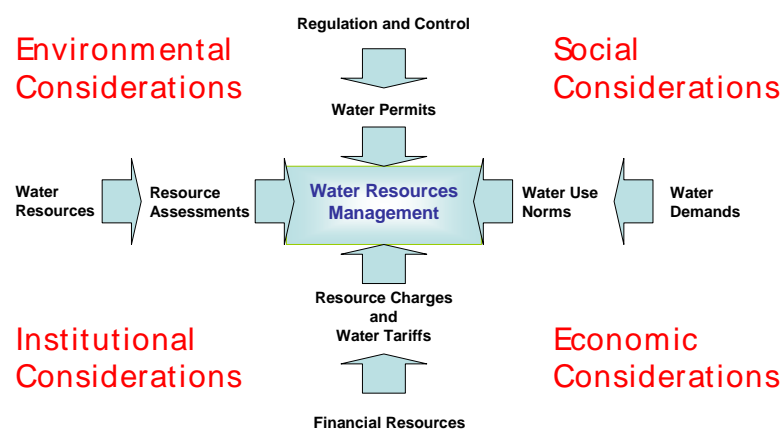 Regulation and Control
Environmental
Considerations
Social
Considerations
Water Permits
Water
Resources
Resource
Assessments
Water Resources
Management
Water Use
Norms
Water
Demands
Resource Charges
and
Water Tariffs
Institutional
Considerations
Economic
Considerations
Financial Resources